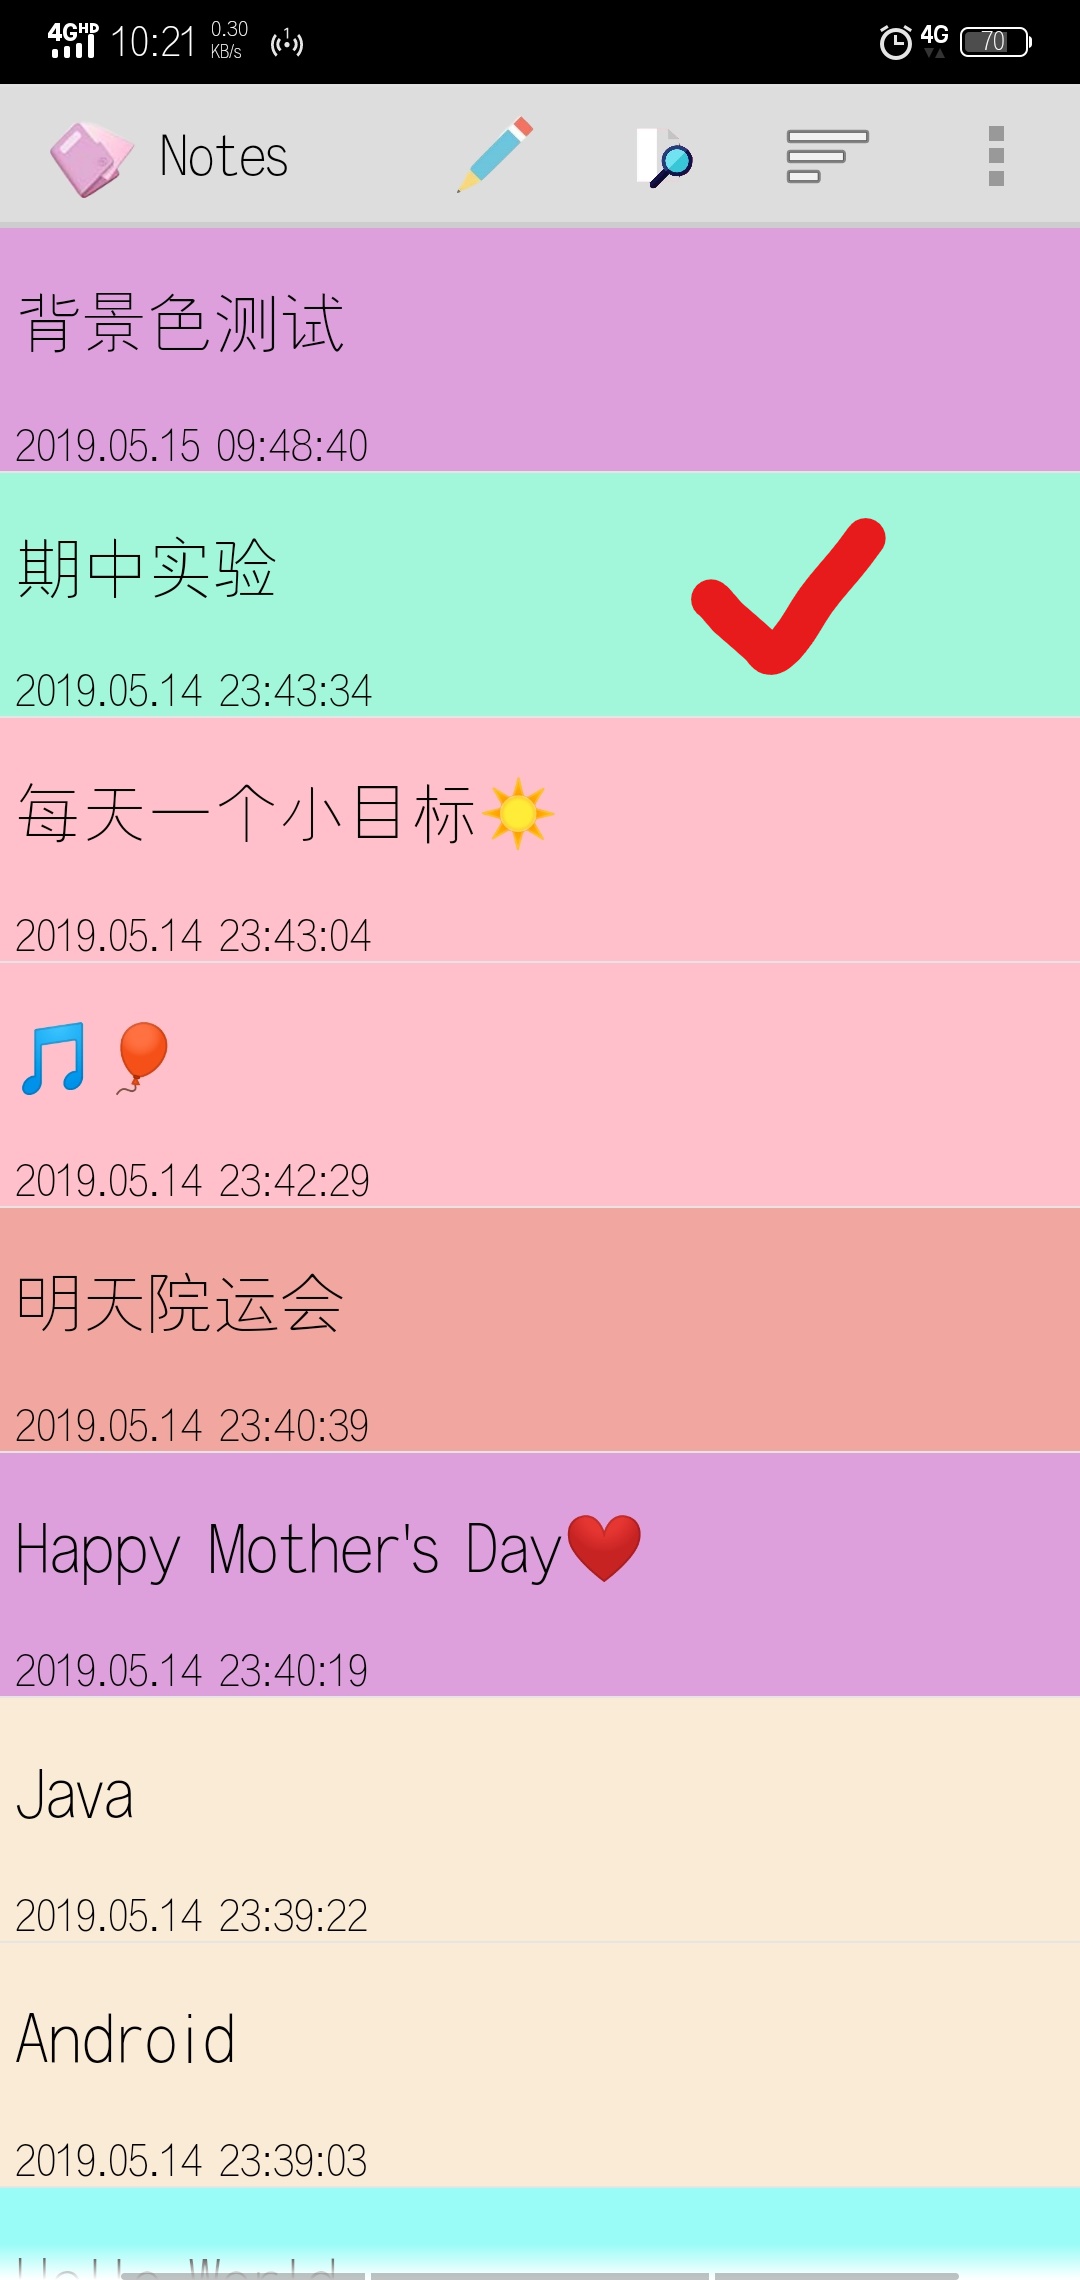 4G HD 10:21 0.30 KB/s 1 4G 70
Notes
背景色测试
2019.05.15 09:48:40
期中实验
2019.05.14 23:43:34
每天一个小目标☀️
2019.05.14 23:43:04
🎵🎈
2019.05.14 23:42:29
明天院运会
2019.05.14 23:40:39
Happy Mother's Day❤️
2019.05.14 23:40:19
Java
2019.05.14 23:39:22
Android
2019.05.14 23:39:03